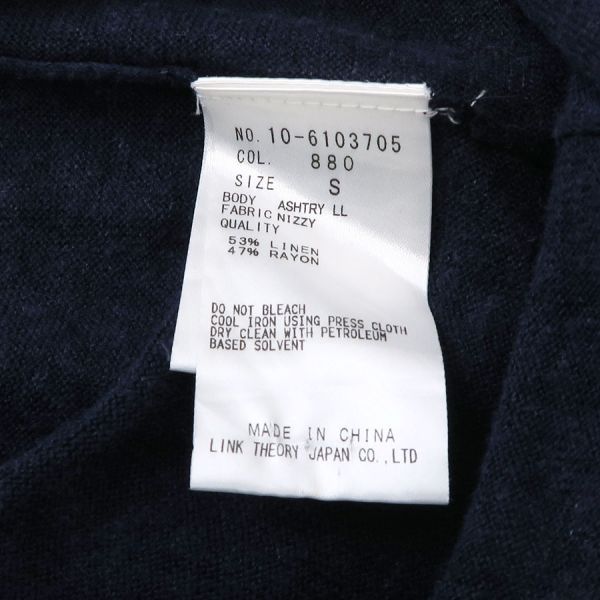 NO. 10-6103705
COL. 880
SIZE S
BODY ASHTRY LL
FABRIC NIZZY
QUALITY
53% LINEN
47% RAYON
DO NOT BLEACH
COOL IRON USING PRESS CLOTH
DRY CLEAN WITH PETROLEUM
BASED SOLVENT
MADE IN CHINA
LINK THEORY JAPAN CO.,LTD